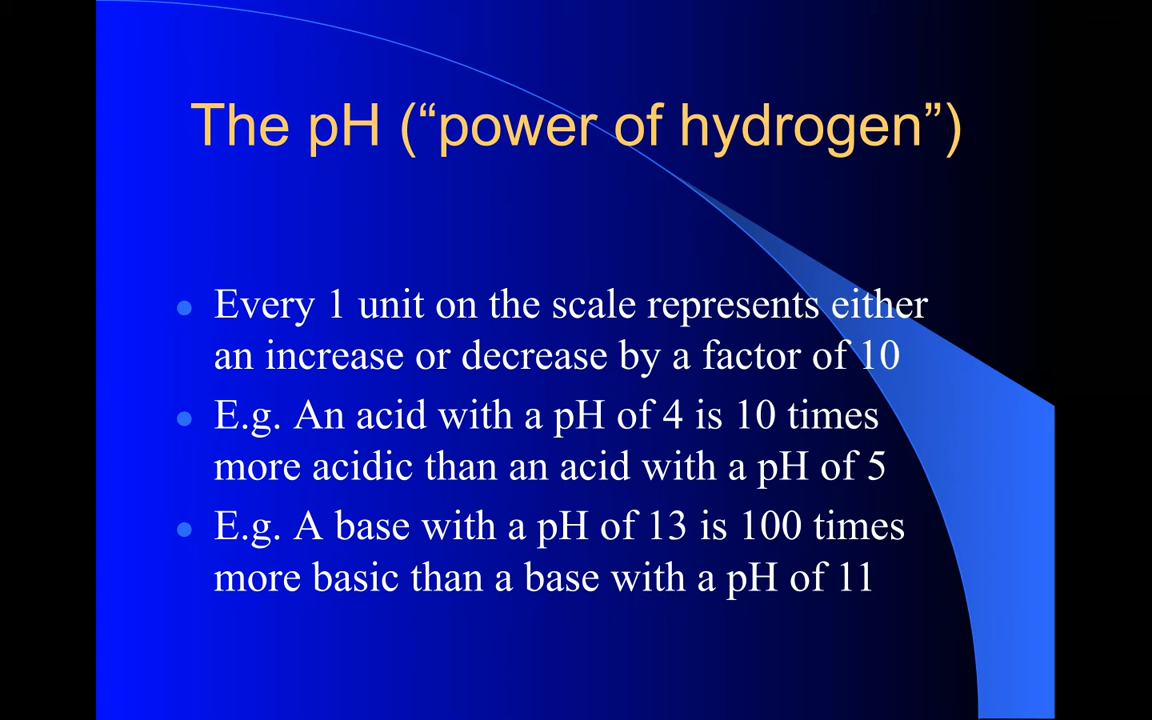 The pH (“power of hydrogen”)
Every 1 unit on the scale represents either
an increase or decrease by a factor of 10
E.g. An acid with a pH of 4 is 10 times
more acidic than an acid with a pH of 5
E.g. A base with a pH of 13 is 100 times
more basic than a base with a pH of 11